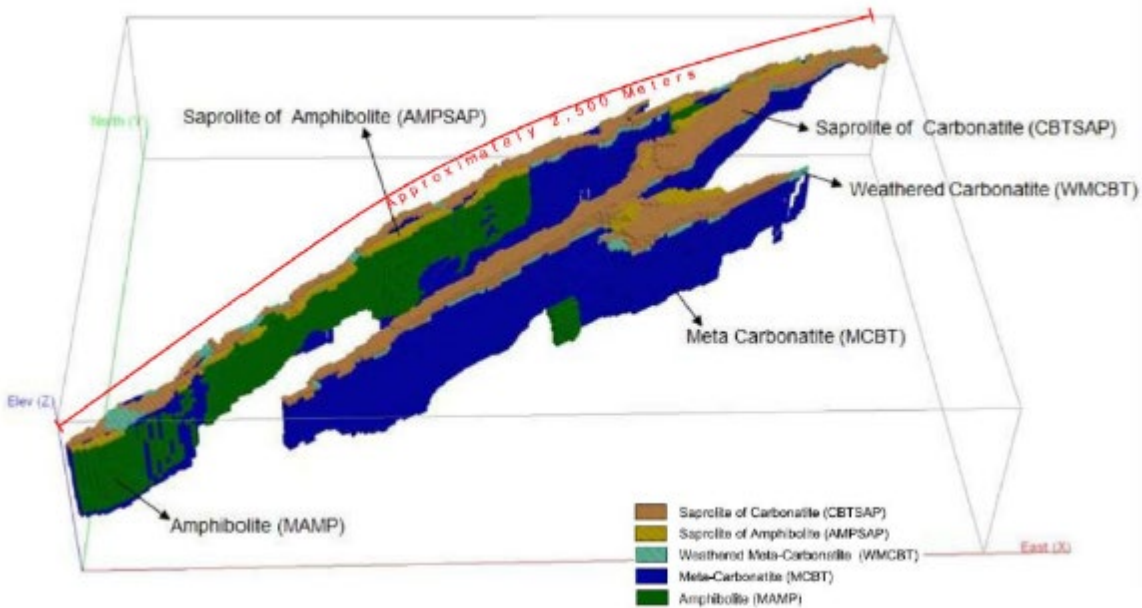 North (Y)
Approximately 2,500 Meters
Saprolite of Amphibolite (AMPSAP)
Saprolite of Carbonatite (CBTSAP)
Weathered Carbonatite (WMCBT)
Meta Carbonatite (MCBT)
Elev (Z)
Amphibolite (MAMP)
Saprolite of Carbonatite (CBTSAP)
Saprolite of Amphibolite (AMPSAP)
Weathered Meta-Carbonatite (WMCBT)
East (X)
Meta-Carbonatite (MCBT)
Amphibolite (MAMP)